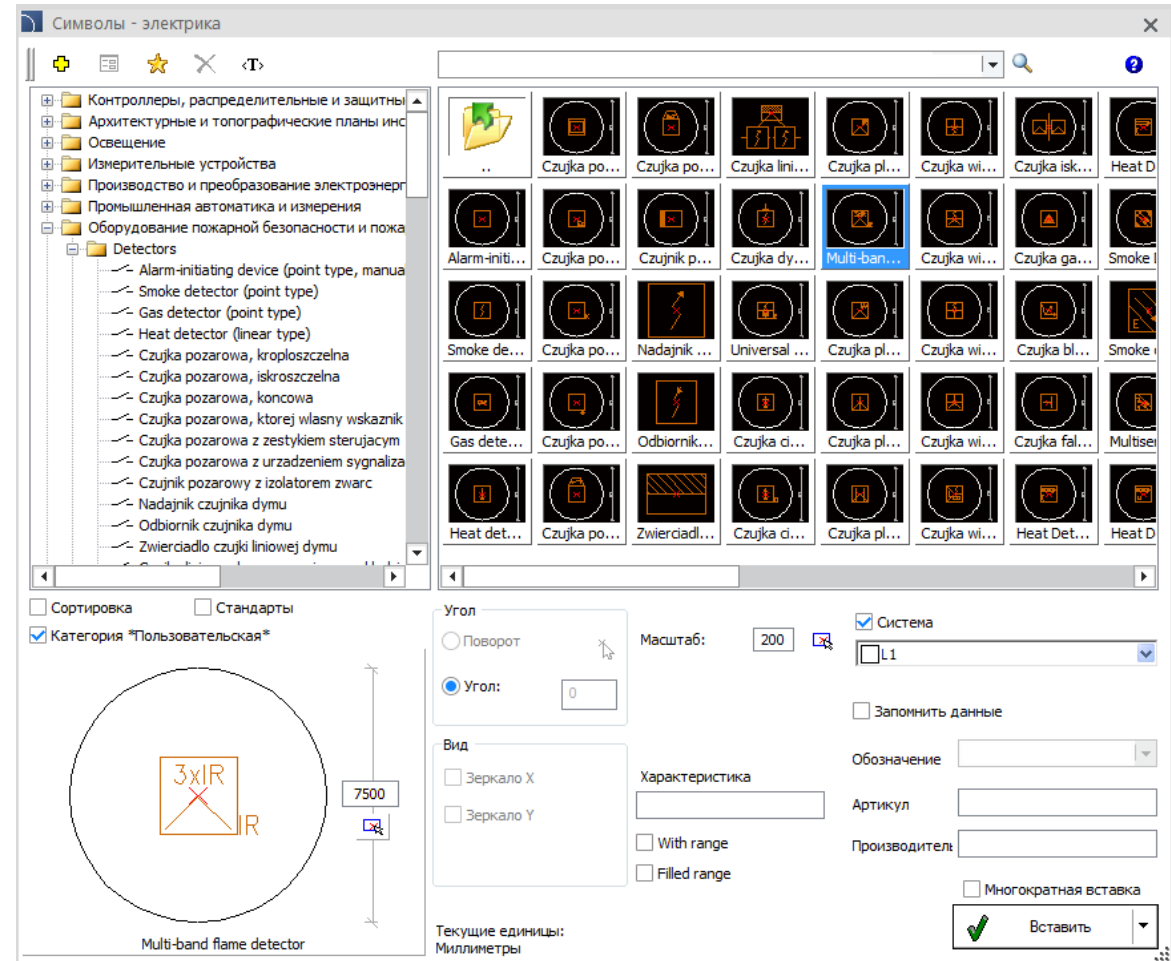 Символы - электрика
<T>
Контроллеры, распределительные и защитны
Архитектурные и топографические планы инс
Освещение
Измерительные устройства
Производство и преобразование электроэнерг
Промышленная автоматика и измерения
Оборудование пожарной безопасности и пожа
Detectors
Alarm-initiating device (point type, manua
Smoke detector (point type)
Gas detector (point type)
Heat detector (linear type)
Czujka pozarowa, kroploszczelna
Czujka pozarowa, iskroszczelna
Czujka pozarowa, koncowa
Czujka pozarowa, ktorej wlasny wskaznik
Czujka pozarowa z zestykiem sterujacym
Czujka pozarowa z urzadzeniem sygnaliza
Czujnik pozarowy z izolatorem zwarc
Nadajnik czujnika dymu
Odbiornik czujnika dymu
Zwierciadlo czujki liniowej dymu
.. Czujka po... Czujka po... Czujka lini... Czujka pl... Czujka wi... Czujka isk... Heat D
Alarm-initi... Czujka po... Czujnik p... Czujka dy... Multi-ban... Czujka wi... Czujka ga... Smoke
Smoke de... Czujka po... Nadajnik ... Universal ... Czujka pl... Czujka wi... Czujka bl... Smoke
Gas dete... Czujka po... Odbiornik... Czujka ci... Czujka pl... Czujka wi... Czujka fal... Multiser
Heat det... Czujka po... Zwierciadl... Czujka ci... Czujka pl... Czujka wi... Heat Det... Heat D
Сортировка
Стандарты
Категория *Пользовательская*
3xIR
IR
7500
Multi-band flame detector
Угол
Поворот
Угол:
0
Вид
Зеркало X
Зеркало Y
Текущие единицы:
Миллиметры
Масштаб:
200
Характеристика
With range
Filled range
Система
L1
Запомнить данные
Обозначение
Артикул
Производитель
Многократная вставка
Вставить